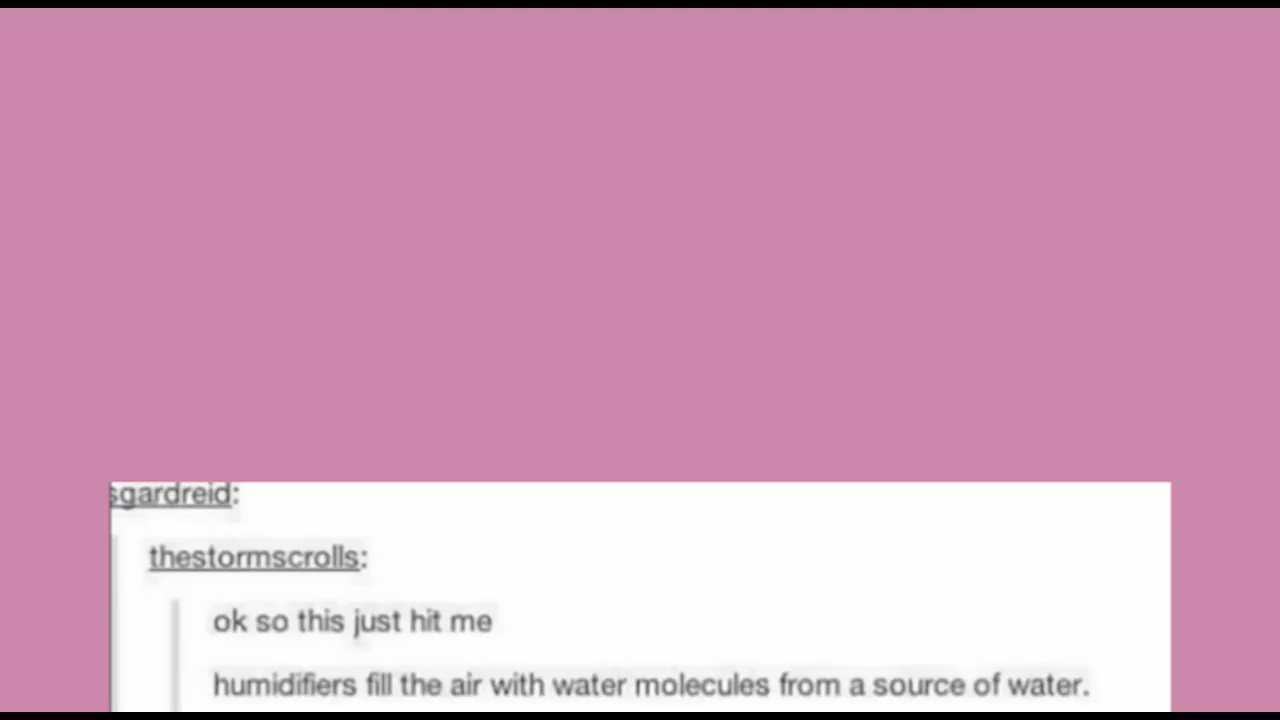 sgardreid:
thestormscrolls:
ok so this just hit me
humidifiers fill the air with water molecules from a source of water.